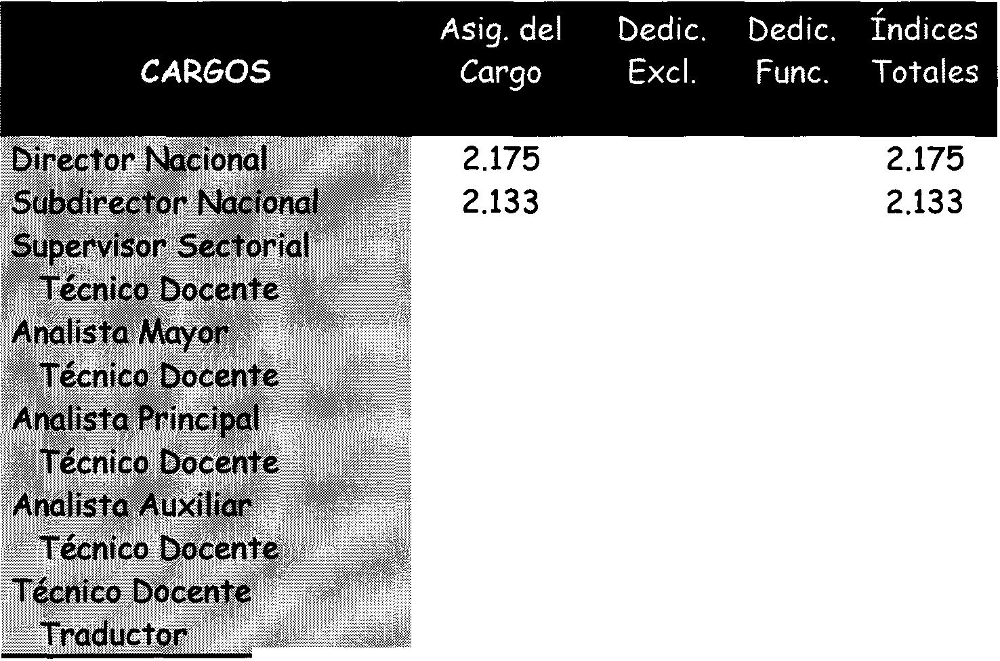 CARGOS Asig. del Cargo Dedic. Excl. Dedic. Func. Índices Totales
Director Nacional 2.175 2.175
Subdirector Nacional 2.133 2.133
Supervisor Sectorial
Técnico Docente
Analista Mayor
Técnico Docente
Analista Principal
Técnico Docente
Analista Auxiliar
Técnico Docente
Técnico Docente
Traductor